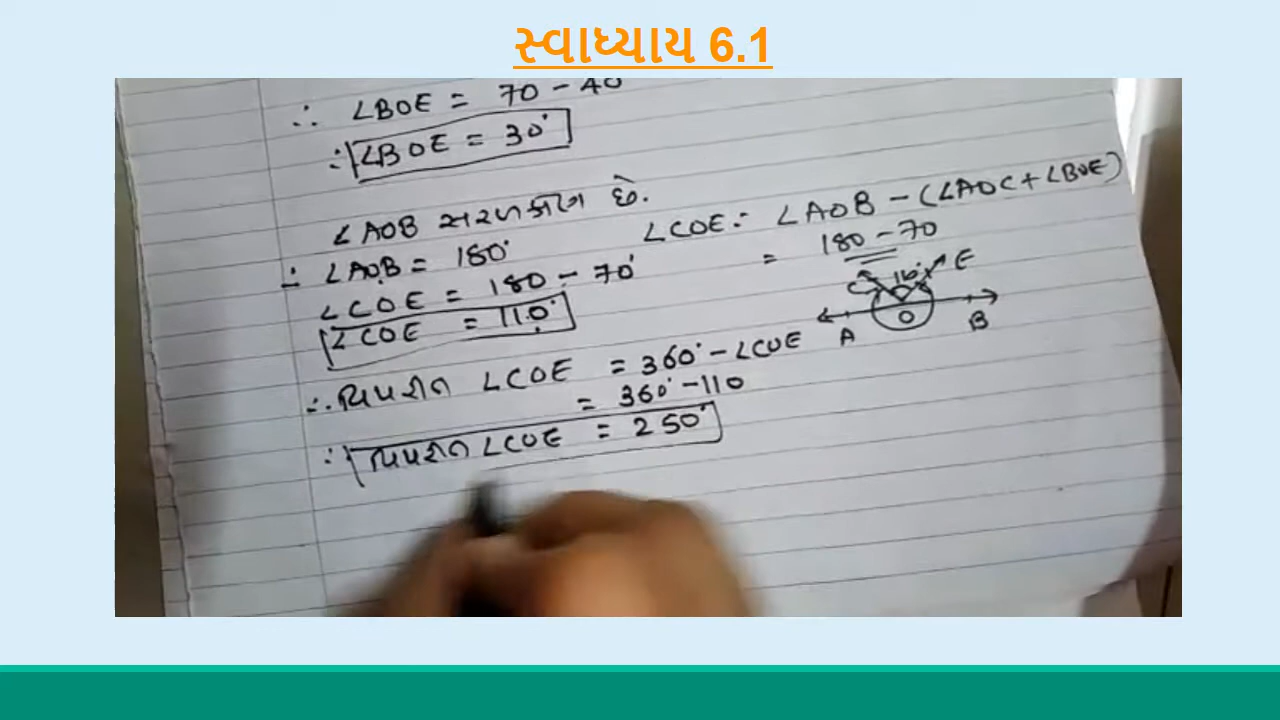 સ્વાધ્યાય 6.1
∴ ∠BOE = 70 - 40
∴ ∠BOE = 30°
∠AOB સરળકોણ છે.
∴ ∠AOB = 180°
∠COE = 180 - 70°
∠COE = 110°
∠COE = ∠AOB - (∠AOC + ∠BOE)
= 180 - 70
C E
A O B
∴ વિપરીત ∠COE = 360° - ∠COE
= 360° - 110
∴ વિપરીત ∠COE = 250°